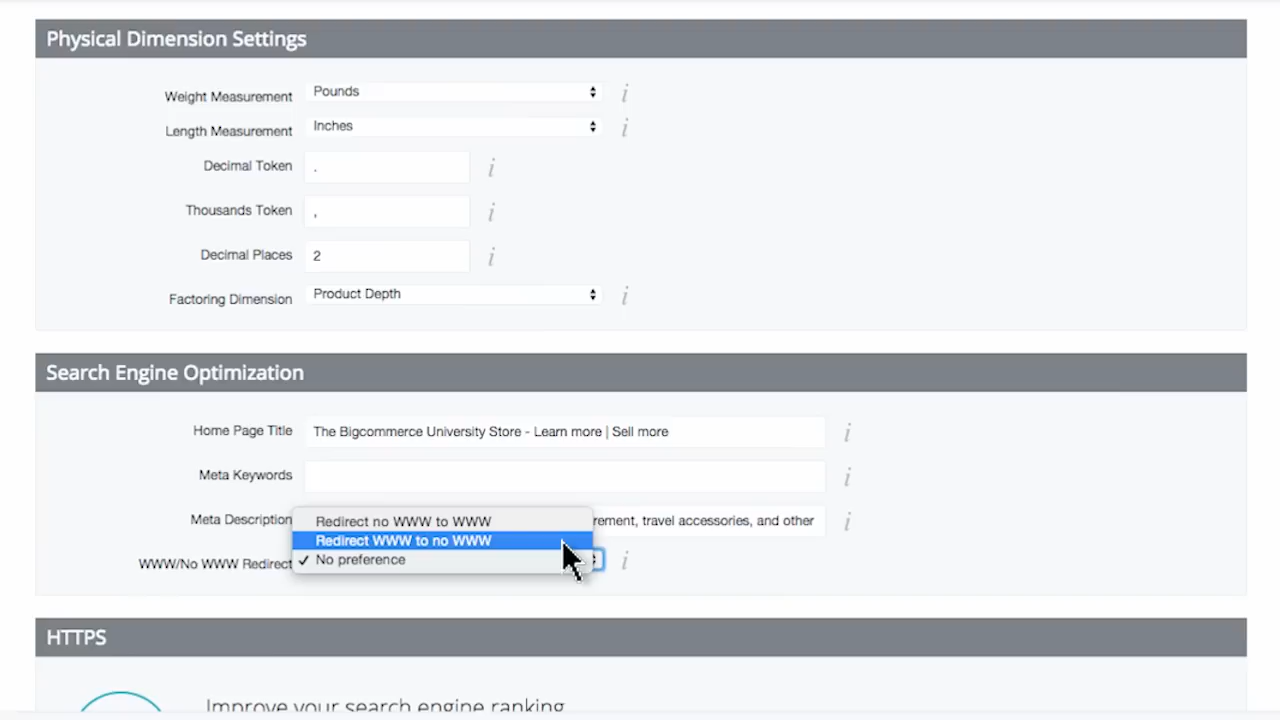 Physical Dimension Settings
Weight Measurement Pounds i
Length Measurement Inches i
Decimal Token . i
Thousands Token , i
Decimal Places 2 i
Factoring Dimension Product Depth i
Search Engine Optimization
Home Page Title The Bigcommerce University Store - Learn more | Sell more i
Meta Keywords i
Meta Description travel accessories, and other i
Redirect no WWW to WWW
Redirect WWW to no WWW
WWW/No WWW Redirect ✓ No preference i
HTTPS
Improve your search engine ranking